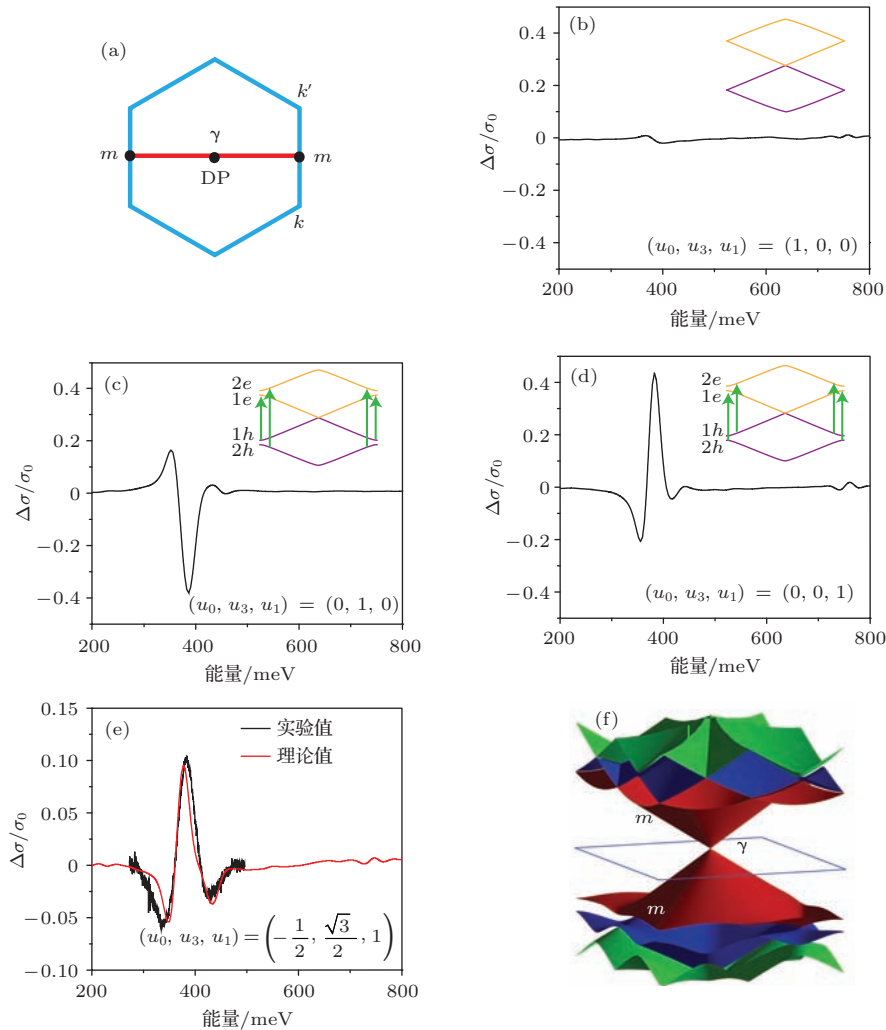 (a)
k′
γ
m
m
DP
k
(b)
0.4
0.2
0
−0.2
−0.4
Δσ/σ₀
(u₀, u₃, u₁) = (1, 0, 0)
200 400 600 800
能量/meV
(c)
0.4
0.2
0
−0.2
−0.4
Δσ/σ₀
2e
1e
1h
2h
(u₀, u₃, u₁) = (0, 1, 0)
200 400 600 800
能量/meV
(d)
0.4
0.2
0
−0.2
−0.4
Δσ/σ₀
2e
1e
1h
2h
(u₀, u₃, u₁) = (0, 0, 1)
200 400 600 800
能量/meV
(e)
0.15
0.10
0.05
0
−0.05
−0.10
Δσ/σ₀
实验值
理论值
(u₀, u₃, u₁) = (−1/2, √3/2, 1)
200 400 600 800
能量/meV
(f)
m
γ
m